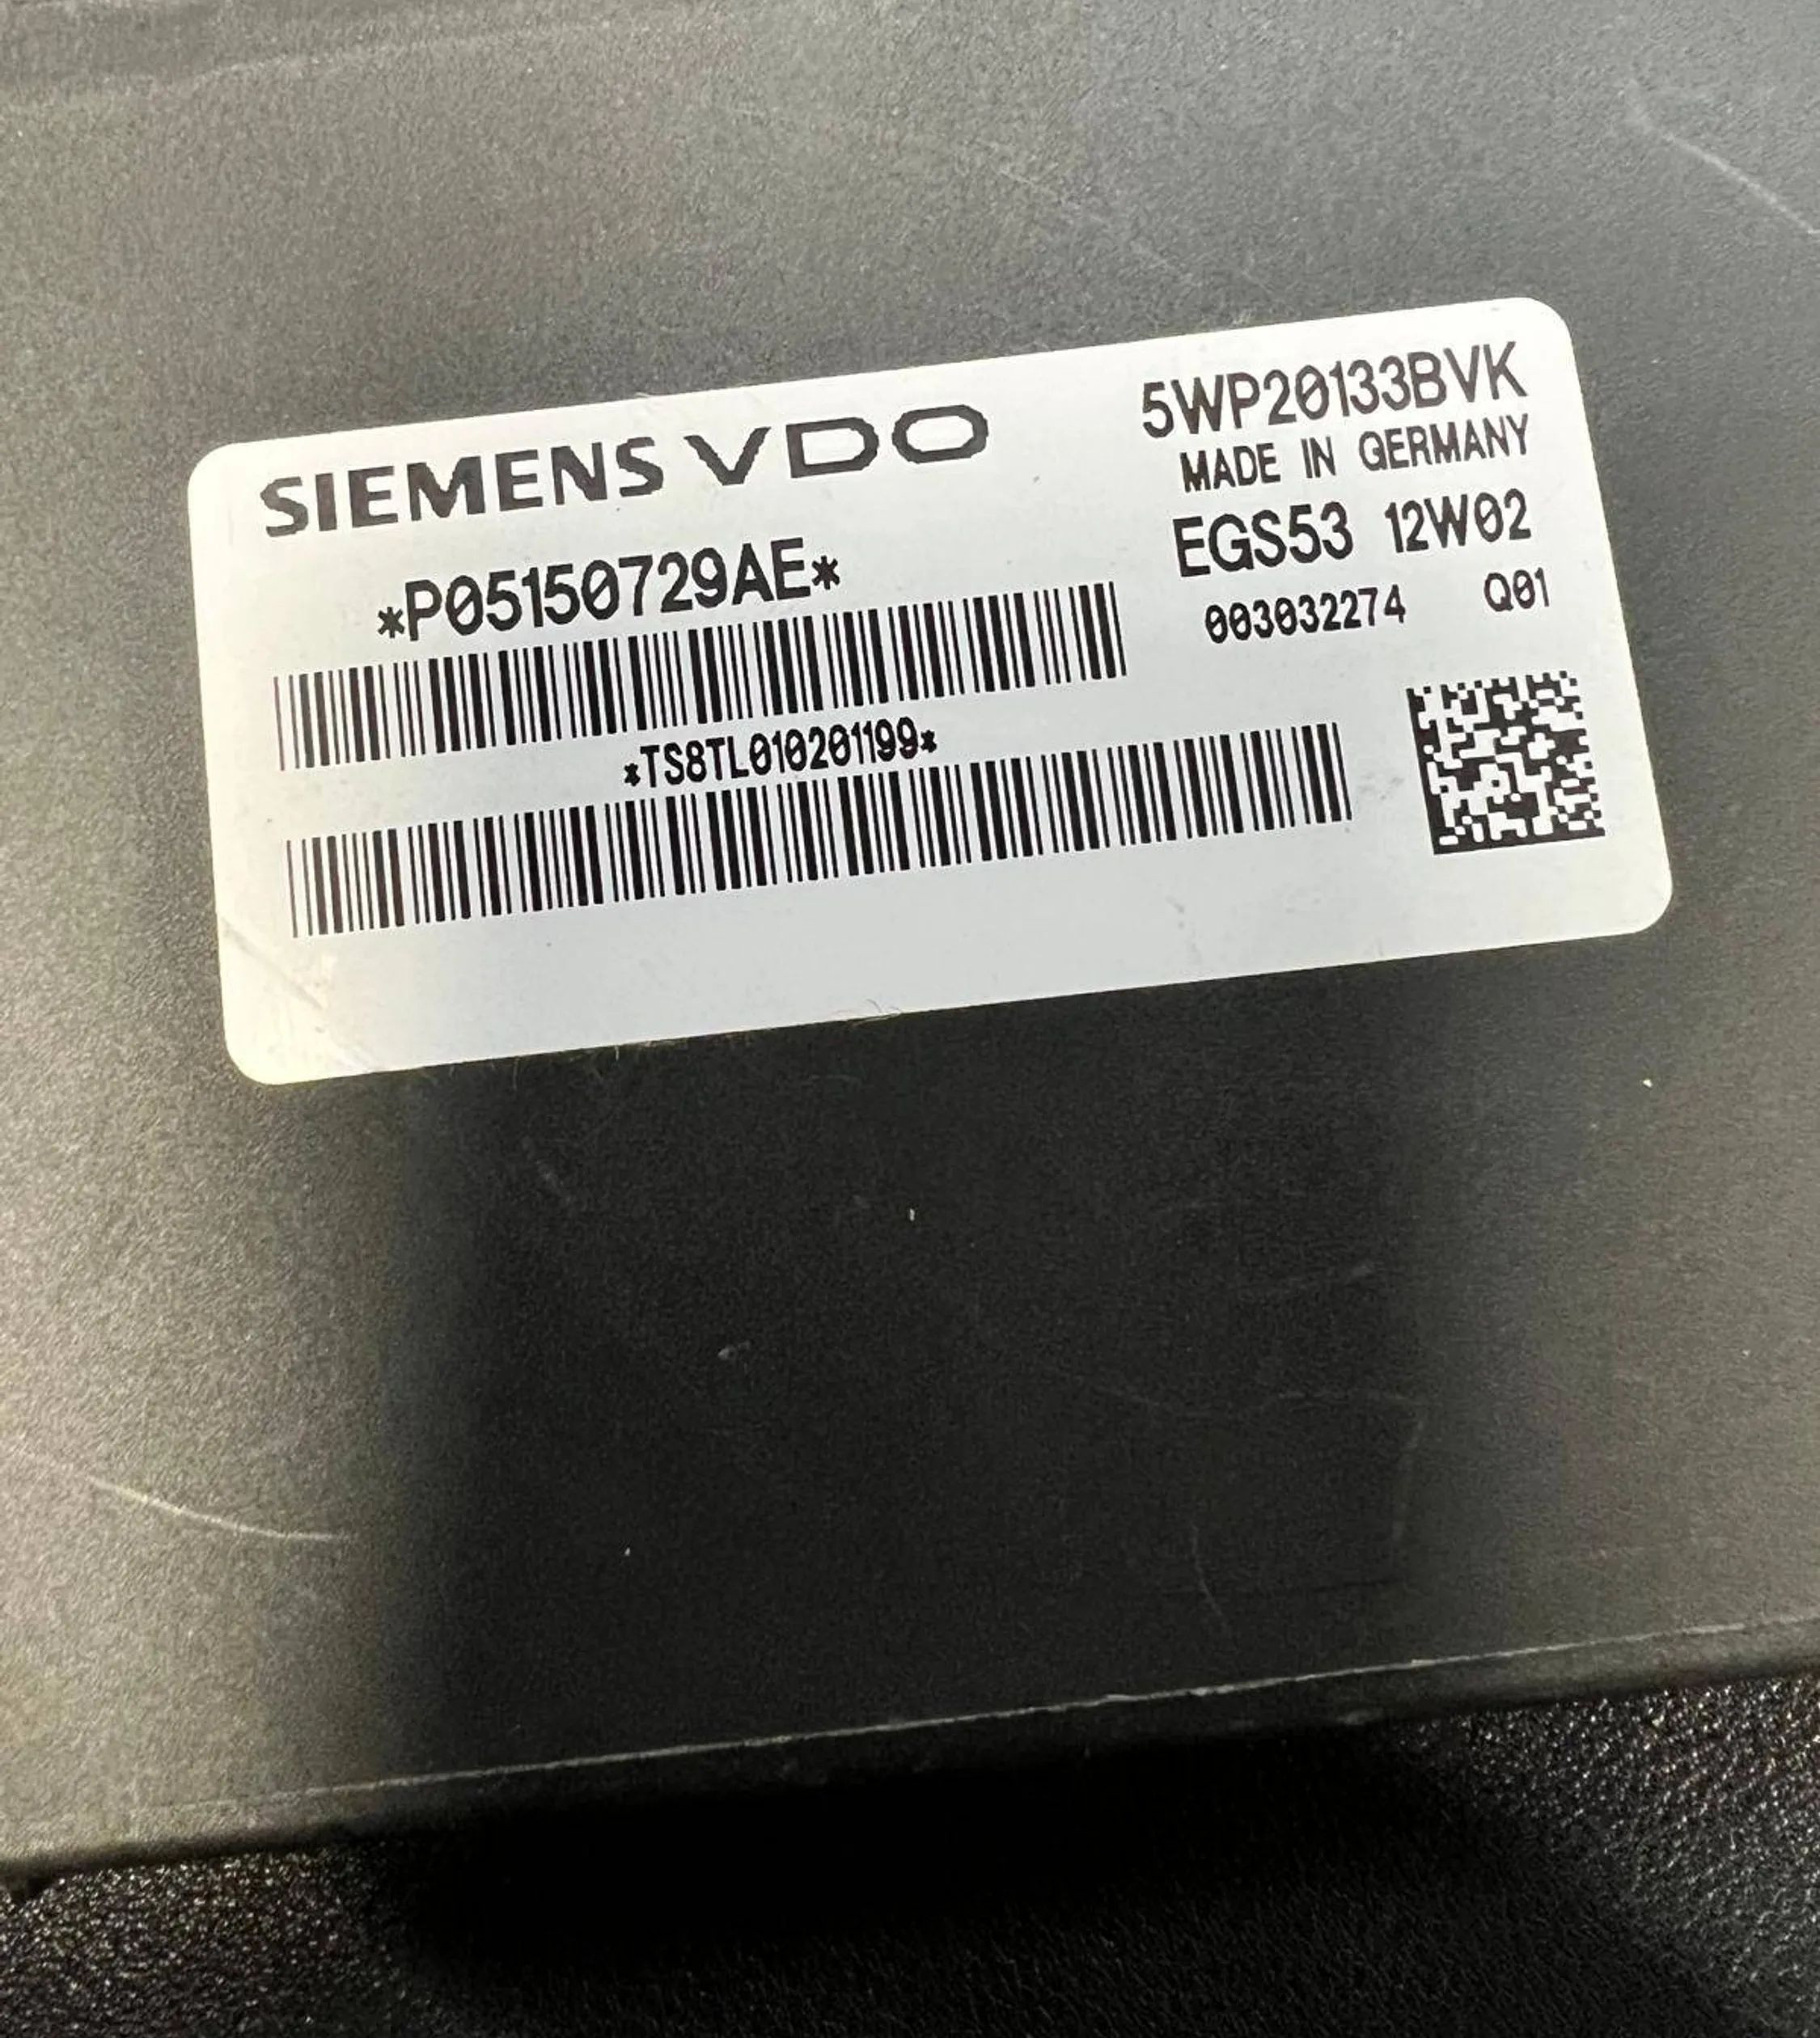 SIEMENS VDO
5WP20133BVK
MADE IN GERMANY
*P05150729AE*
EGS53 12W02
003032274 Q01
*TS8TL010201199*